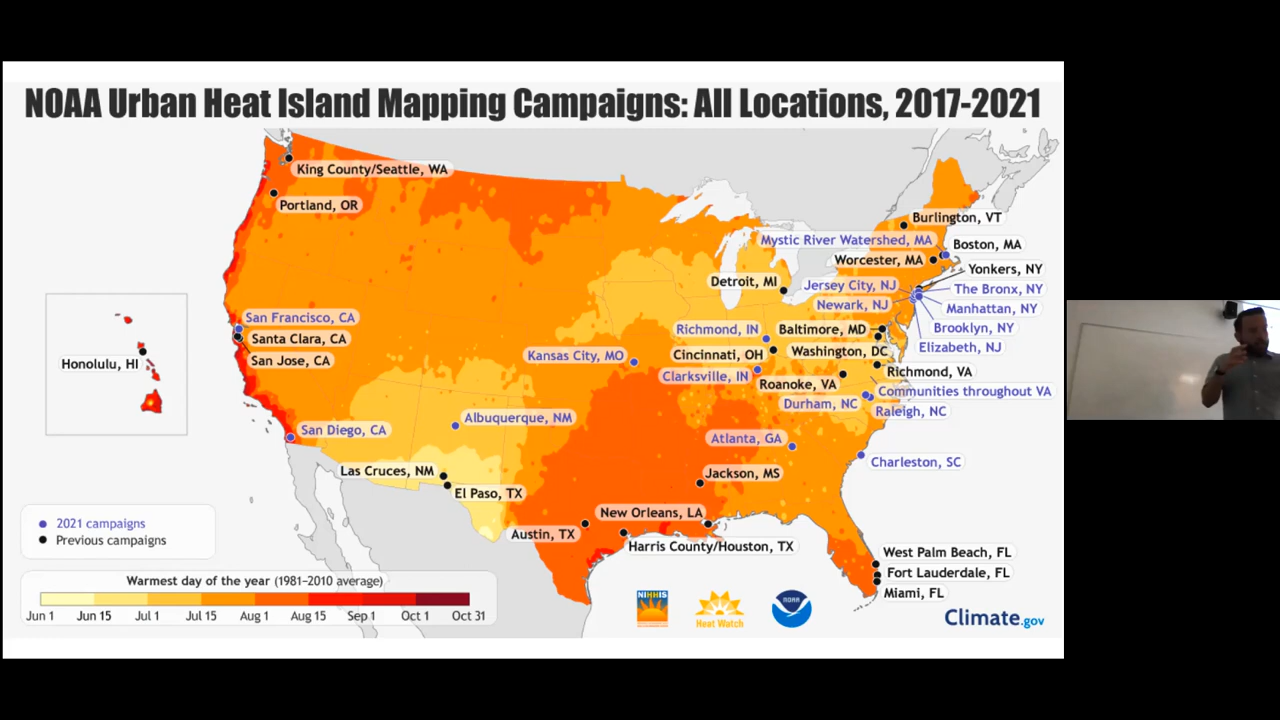 NOAA Urban Heat Island Mapping Campaigns: All Locations, 2017-2021
King County/Seattle, WA
Portland, OR
Burlington, VT
Mystic River Watershed, MA
Boston, MA
Worcester, MA
Yonkers, NY
Detroit, MI
Jersey City, NJ
The Bronx, NY
Newark, NJ
Manhattan, NY
San Francisco, CA
Richmond, IN
Baltimore, MD
Brooklyn, NY
Santa Clara, CA
Elizabeth, NJ
Kansas City, MO
Cincinnati, OH
Washington, DC
San Jose, CA
Honolulu, HI
Clarksville, IN
Richmond, VA
Roanoke, VA
Communities throughout VA
Durham, NC
Raleigh, NC
Albuquerque, NM
San Diego, CA
Atlanta, GA
Charleston, SC
Las Cruces, NM
Jackson, MS
El Paso, TX
New Orleans, LA
Austin, TX
Harris County/Houston, TX
West Palm Beach, FL
Fort Lauderdale, FL
Miami, FL
2021 campaigns
Previous campaigns
Warmest day of the year (1981–2010 average)
Jun 1 Jun 15 Jul 1 Jul 15 Aug 1 Aug 15 Sep 1 Oct 1 Oct 31
NIHHIS
Heat Watch
NOAA
Climate.gov